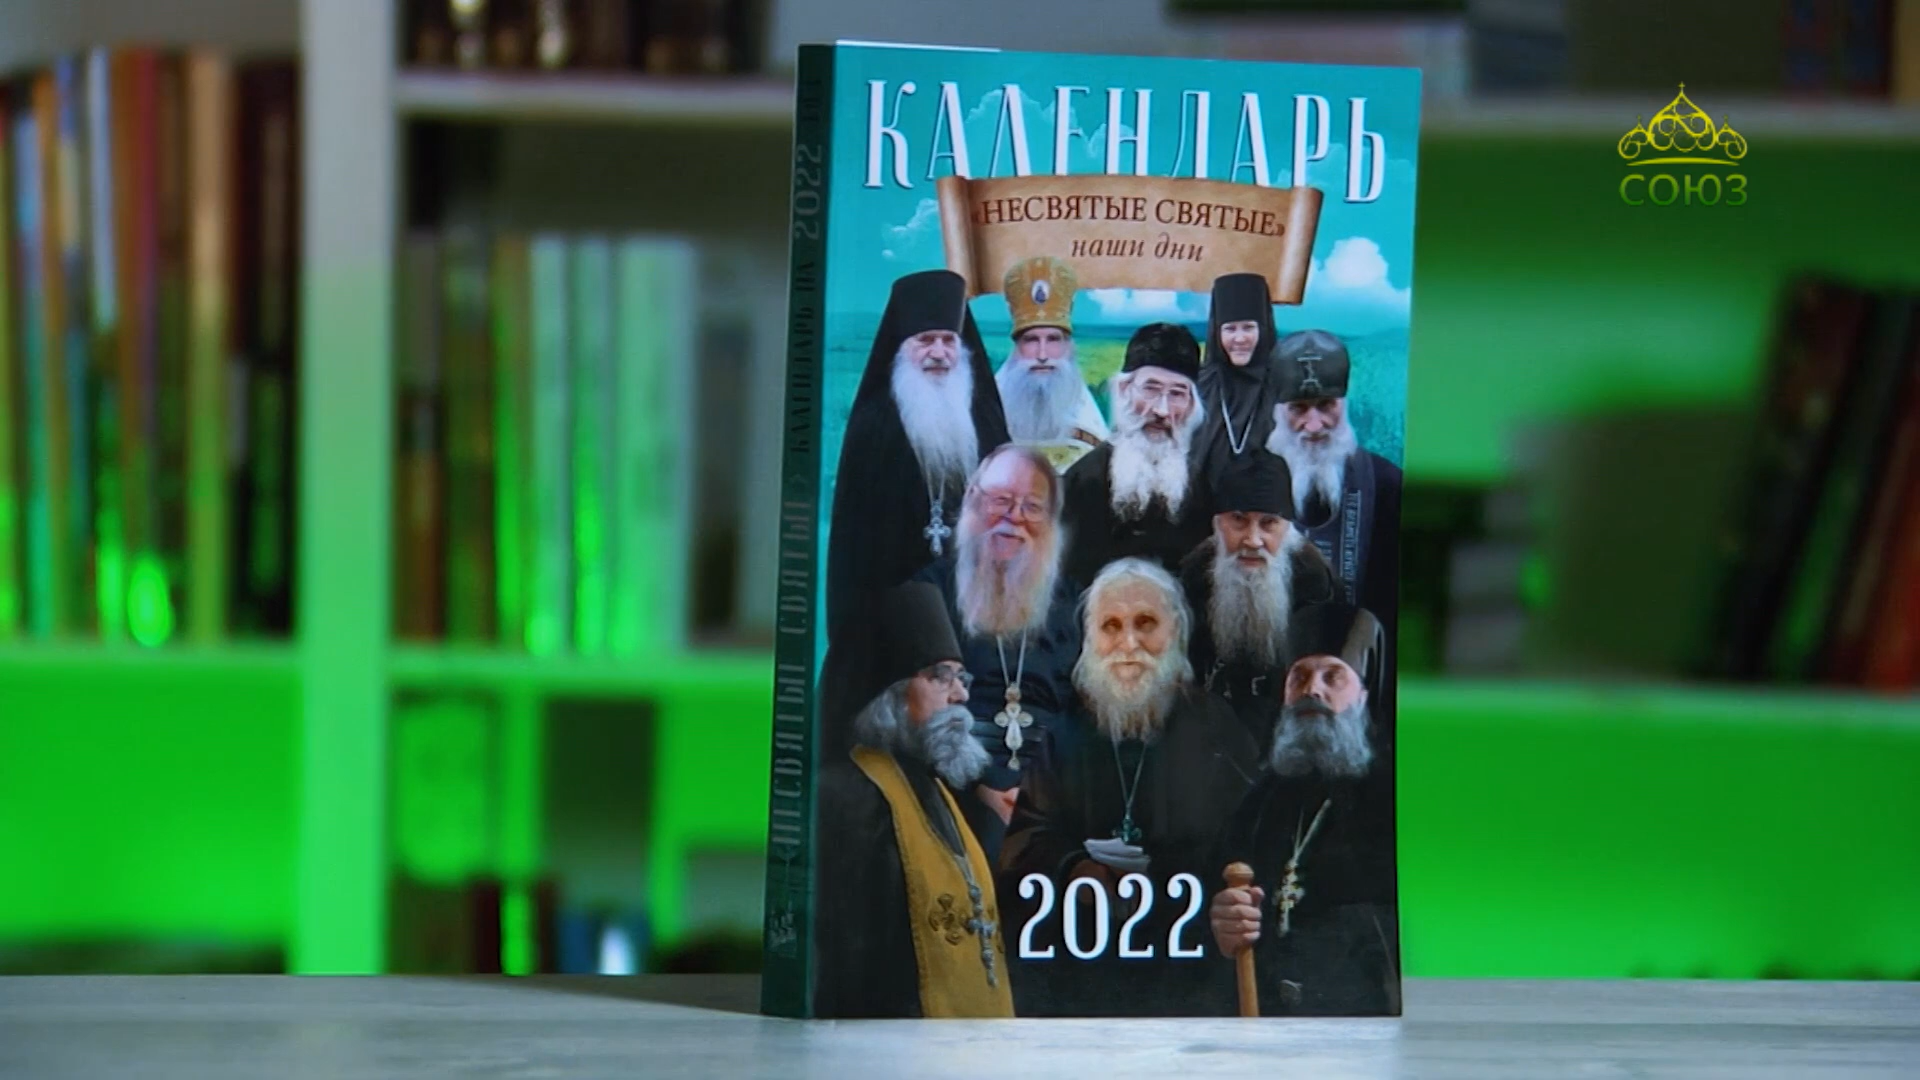 КАЛЕНДАРЬ
«НЕСВЯТЫЕ СВЯТЫЕ»
наши дни
2022
«НЕСВЯТЫЕ СВЯТЫЕ» КАЛЕНДАРЬ НА 2022
СОЮЗ